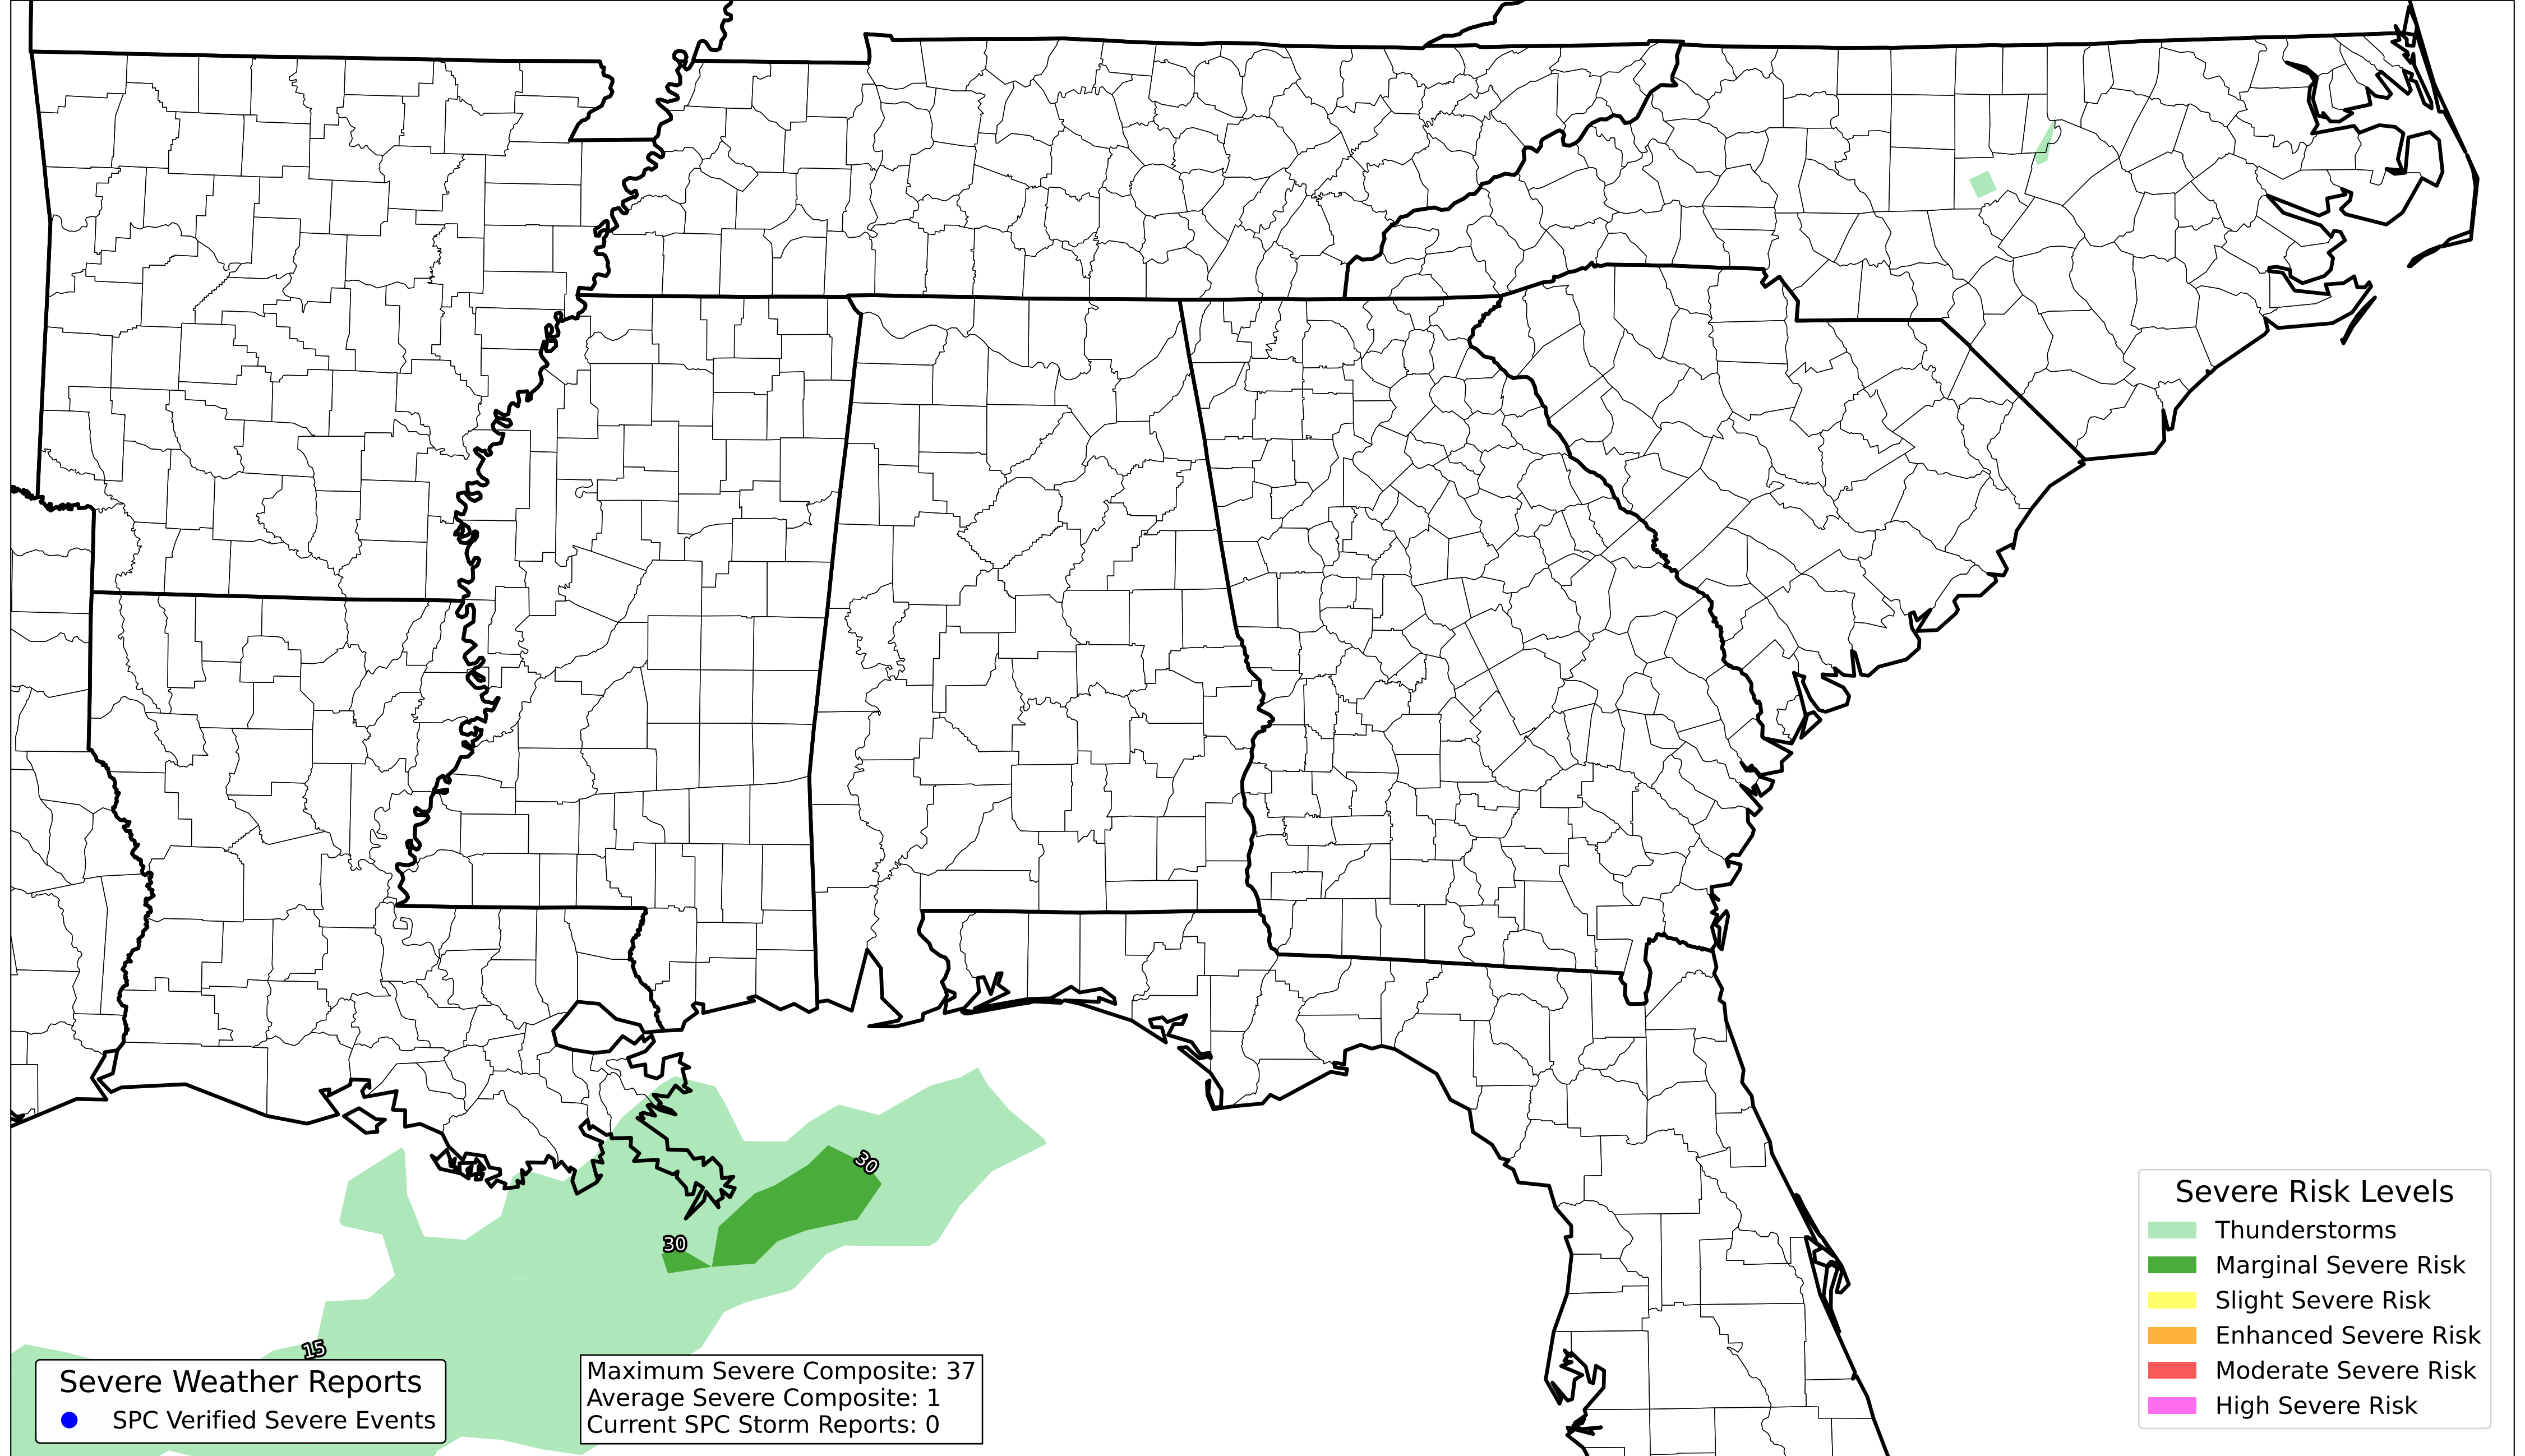 30
30
15
Severe Weather Reports
SPC Verified Severe Events
Maximum Severe Composite: 37
Average Severe Composite: 1
Current SPC Storm Reports: 0
Severe Risk Levels
Thunderstorms
Marginal Severe Risk
Slight Severe Risk
Enhanced Severe Risk
Moderate Severe Risk
High Severe Risk